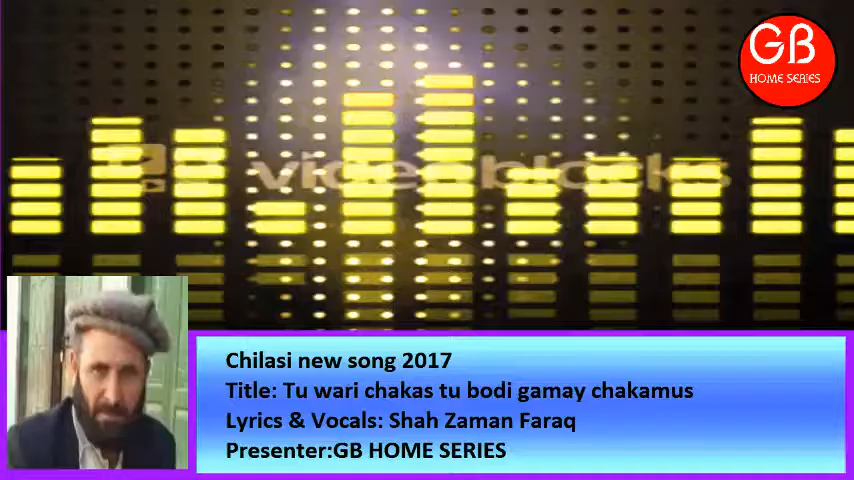 GB
HOME SERIES
videoblocks
Chilasi new song 2017
Title: Tu wari chakas tu bodi gamay chakamus
Lyrics & Vocals: Shah Zaman Faraq
Presenter:GB HOME SERIES